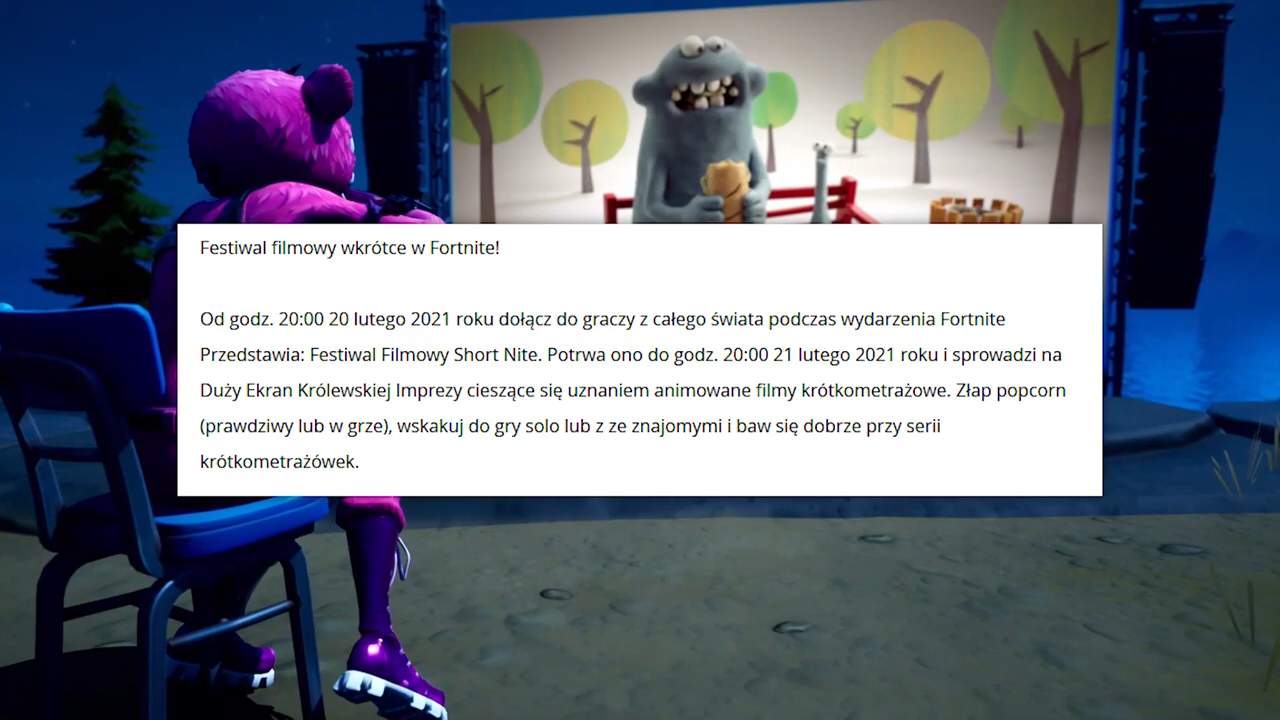 Festiwal filmowy wkrótce w Fortnite!
Od godz. 20:00 20 lutego 2021 roku dołącz do graczy z całego świata podczas wydarzenia Fortnite
Przedstawia: Festiwal Filmowy Short Nite. Potrwa ono do godz. 20:00 21 lutego 2021 roku i sprowadzi na
Duży Ekran Królewskiej Imprezy cieszące się uznaniem animowane filmy krótkometrażowe. Złap popcorn
(prawdziwy lub w grze), wskakuj do gry solo lub z ze znajomymi i baw się dobrze przy serii
krótkometrażówek.